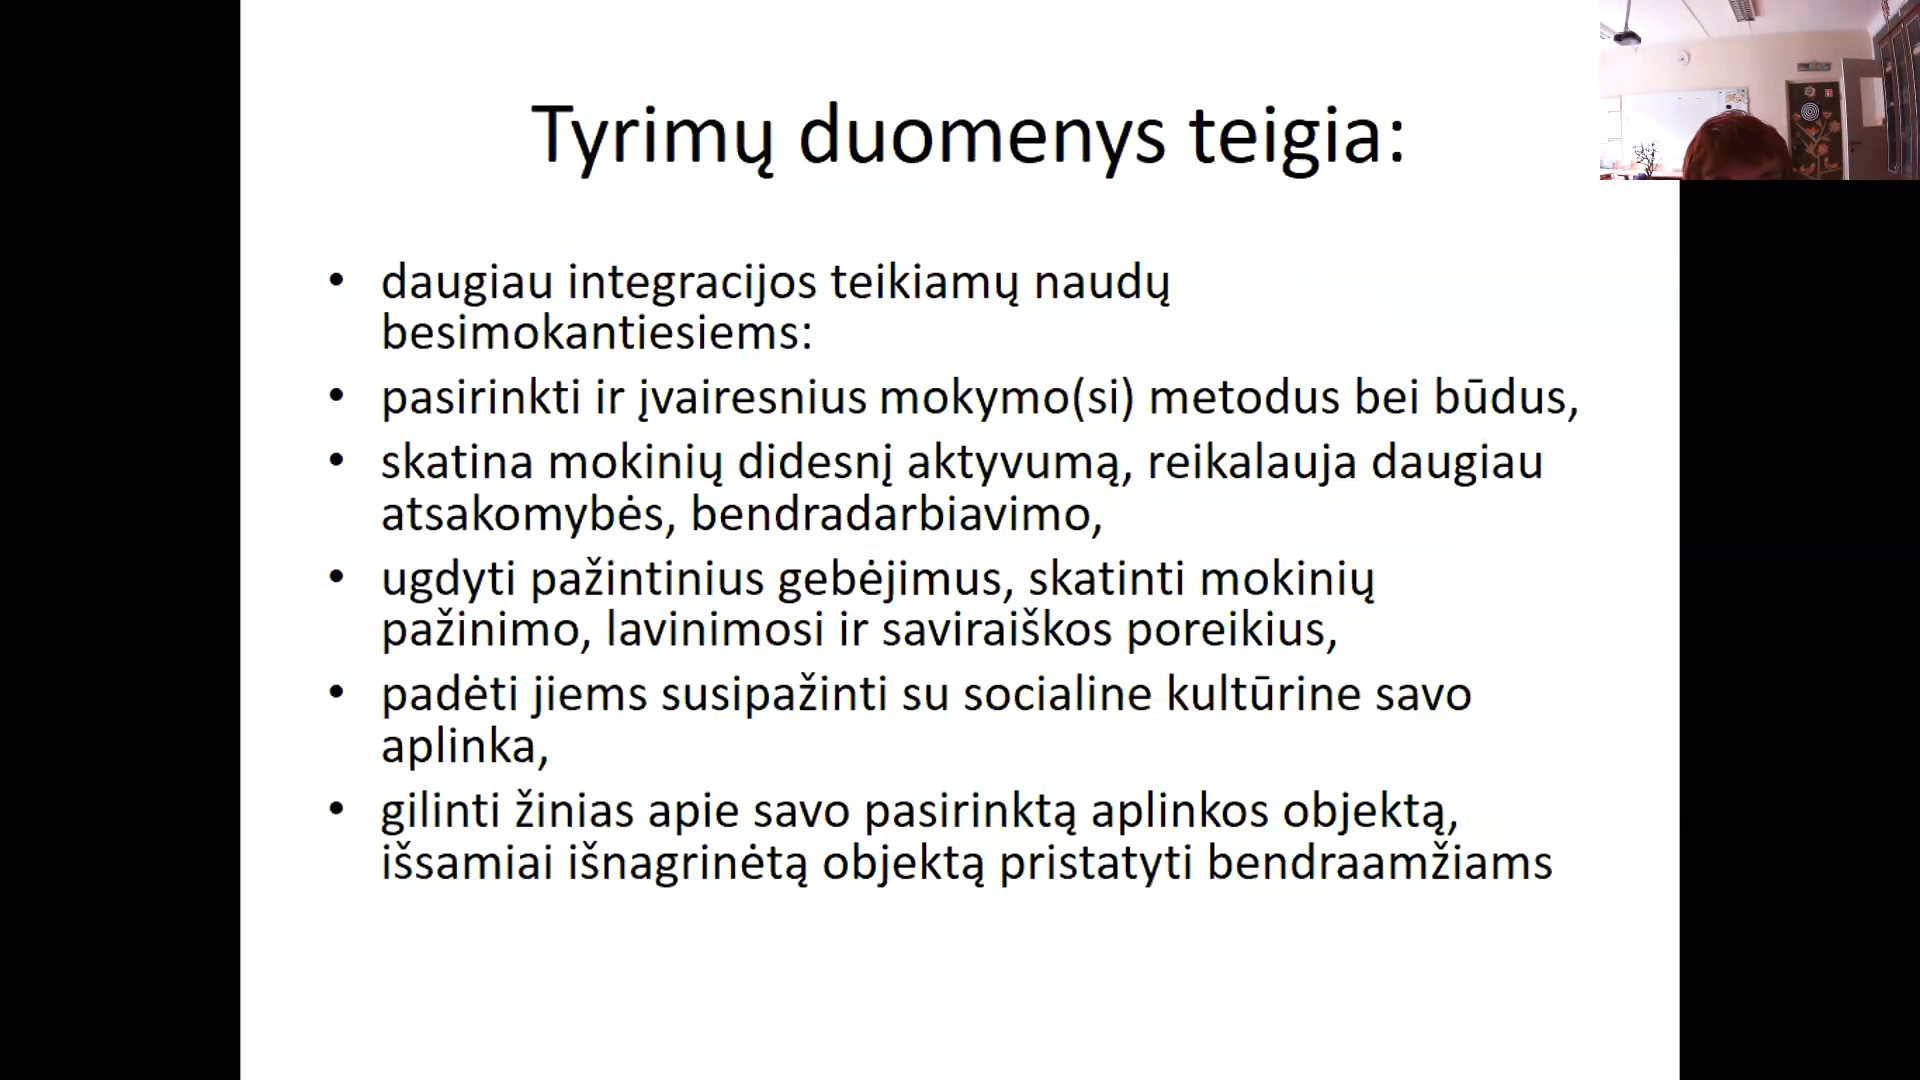 Tyrimų duomenys teigia:
• daugiau integracijos teikiamų naudų
besimokantiesiems:
• pasirinkti ir įvairesnius mokymo(si) metodus bei būdus,
• skatina mokinių didesnį aktyvumą, reikalauja daugiau
atsakomybės, bendradarbiavimo,
• ugdyti pažintinius gebėjimus, skatinti mokinių
pažinimo, lavinimosi ir saviraiškos poreikius,
• padėti jiems susipažinti su socialine kultūrine savo
aplinka,
• gilinti žinias apie savo pasirinktą aplinkos objektą,
išsamiai išnagrinėtą objektą pristatyti bendraamžiams